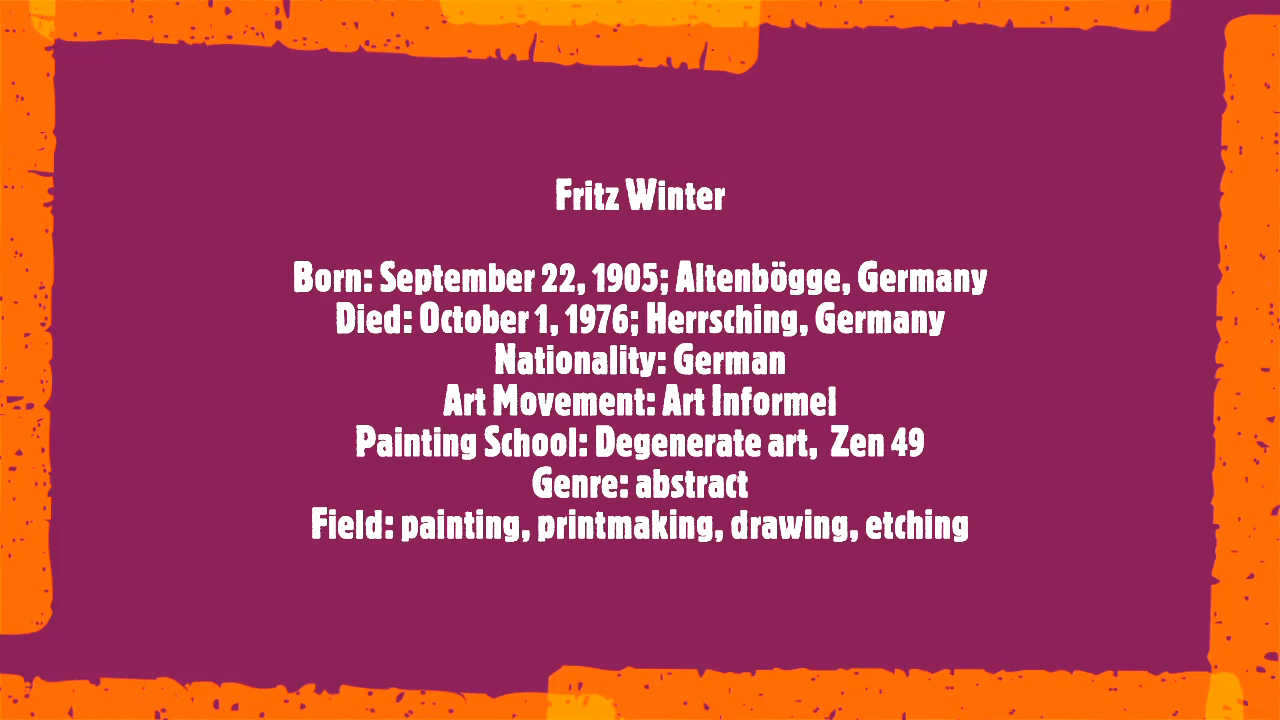 Fritz Winter
Born: September 22, 1905; Altenbögge, Germany
Died: October 1, 1976; Herrsching, Germany
Nationality: German
Art Movement: Art Informel
Painting School: Degenerate art,  Zen 49
Genre: abstract
Field: painting, printmaking, drawing, etching